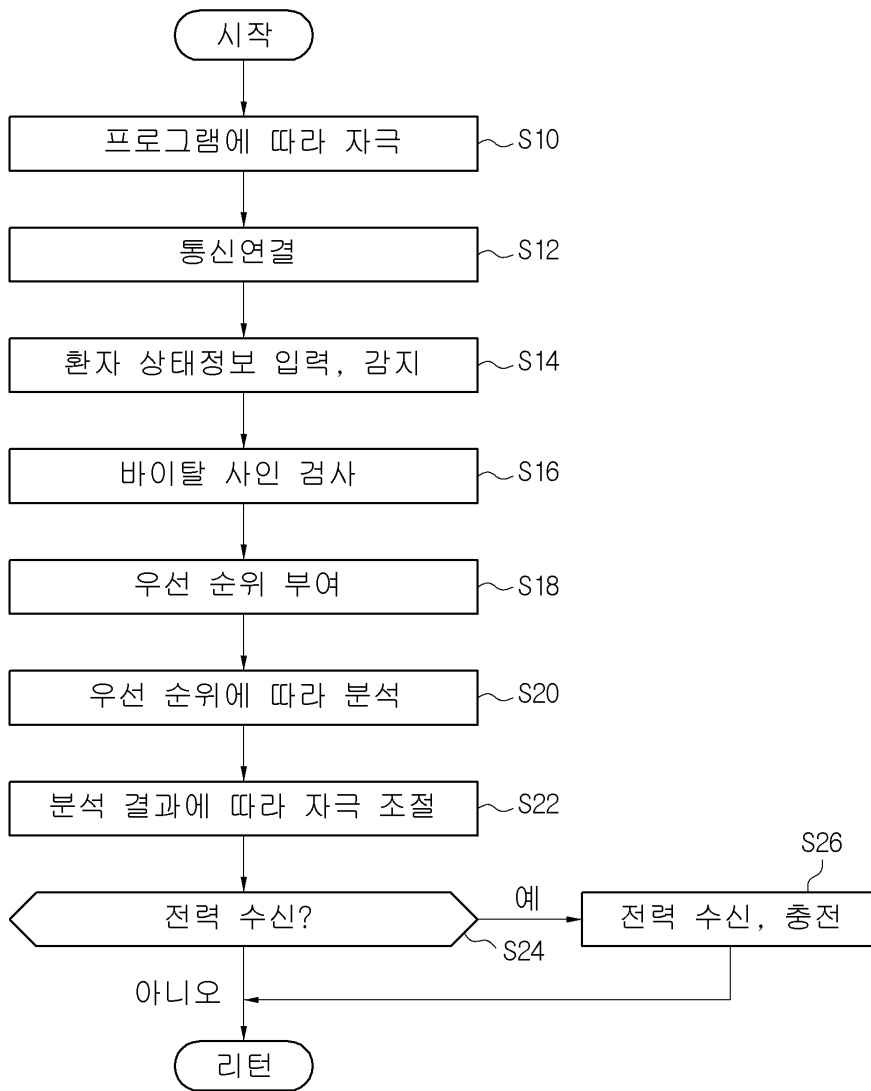 시작
프로그램에 따라 자극
S10
통신연결
S12
환자 상태정보 입력, 감지
S14
바이탈 사인 검사
S16
우선 순위 부여
S18
우선 순위에 따라 분석
S20
분석 결과에 따라 자극 조절
S22
전력 수신?
S24
예
전력 수신, 충전
S26
아니오
리턴